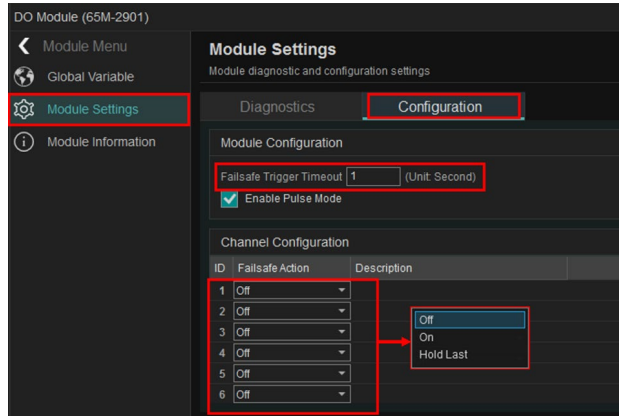 DO Module (65M-2901)
Module Menu
Global Variable
Module Settings
Module Information
Module Settings
Module diagnostic and configuration settings
Diagnostics
Configuration
Module Configuration
Failsafe Trigger Timeout 1 (Unit: Second)
Enable Pulse Mode
Channel Configuration
ID Failsafe Action Description
1 Off
2 Off
3 Off
4 Off
5 Off
6 Off
Off
On
Hold Last